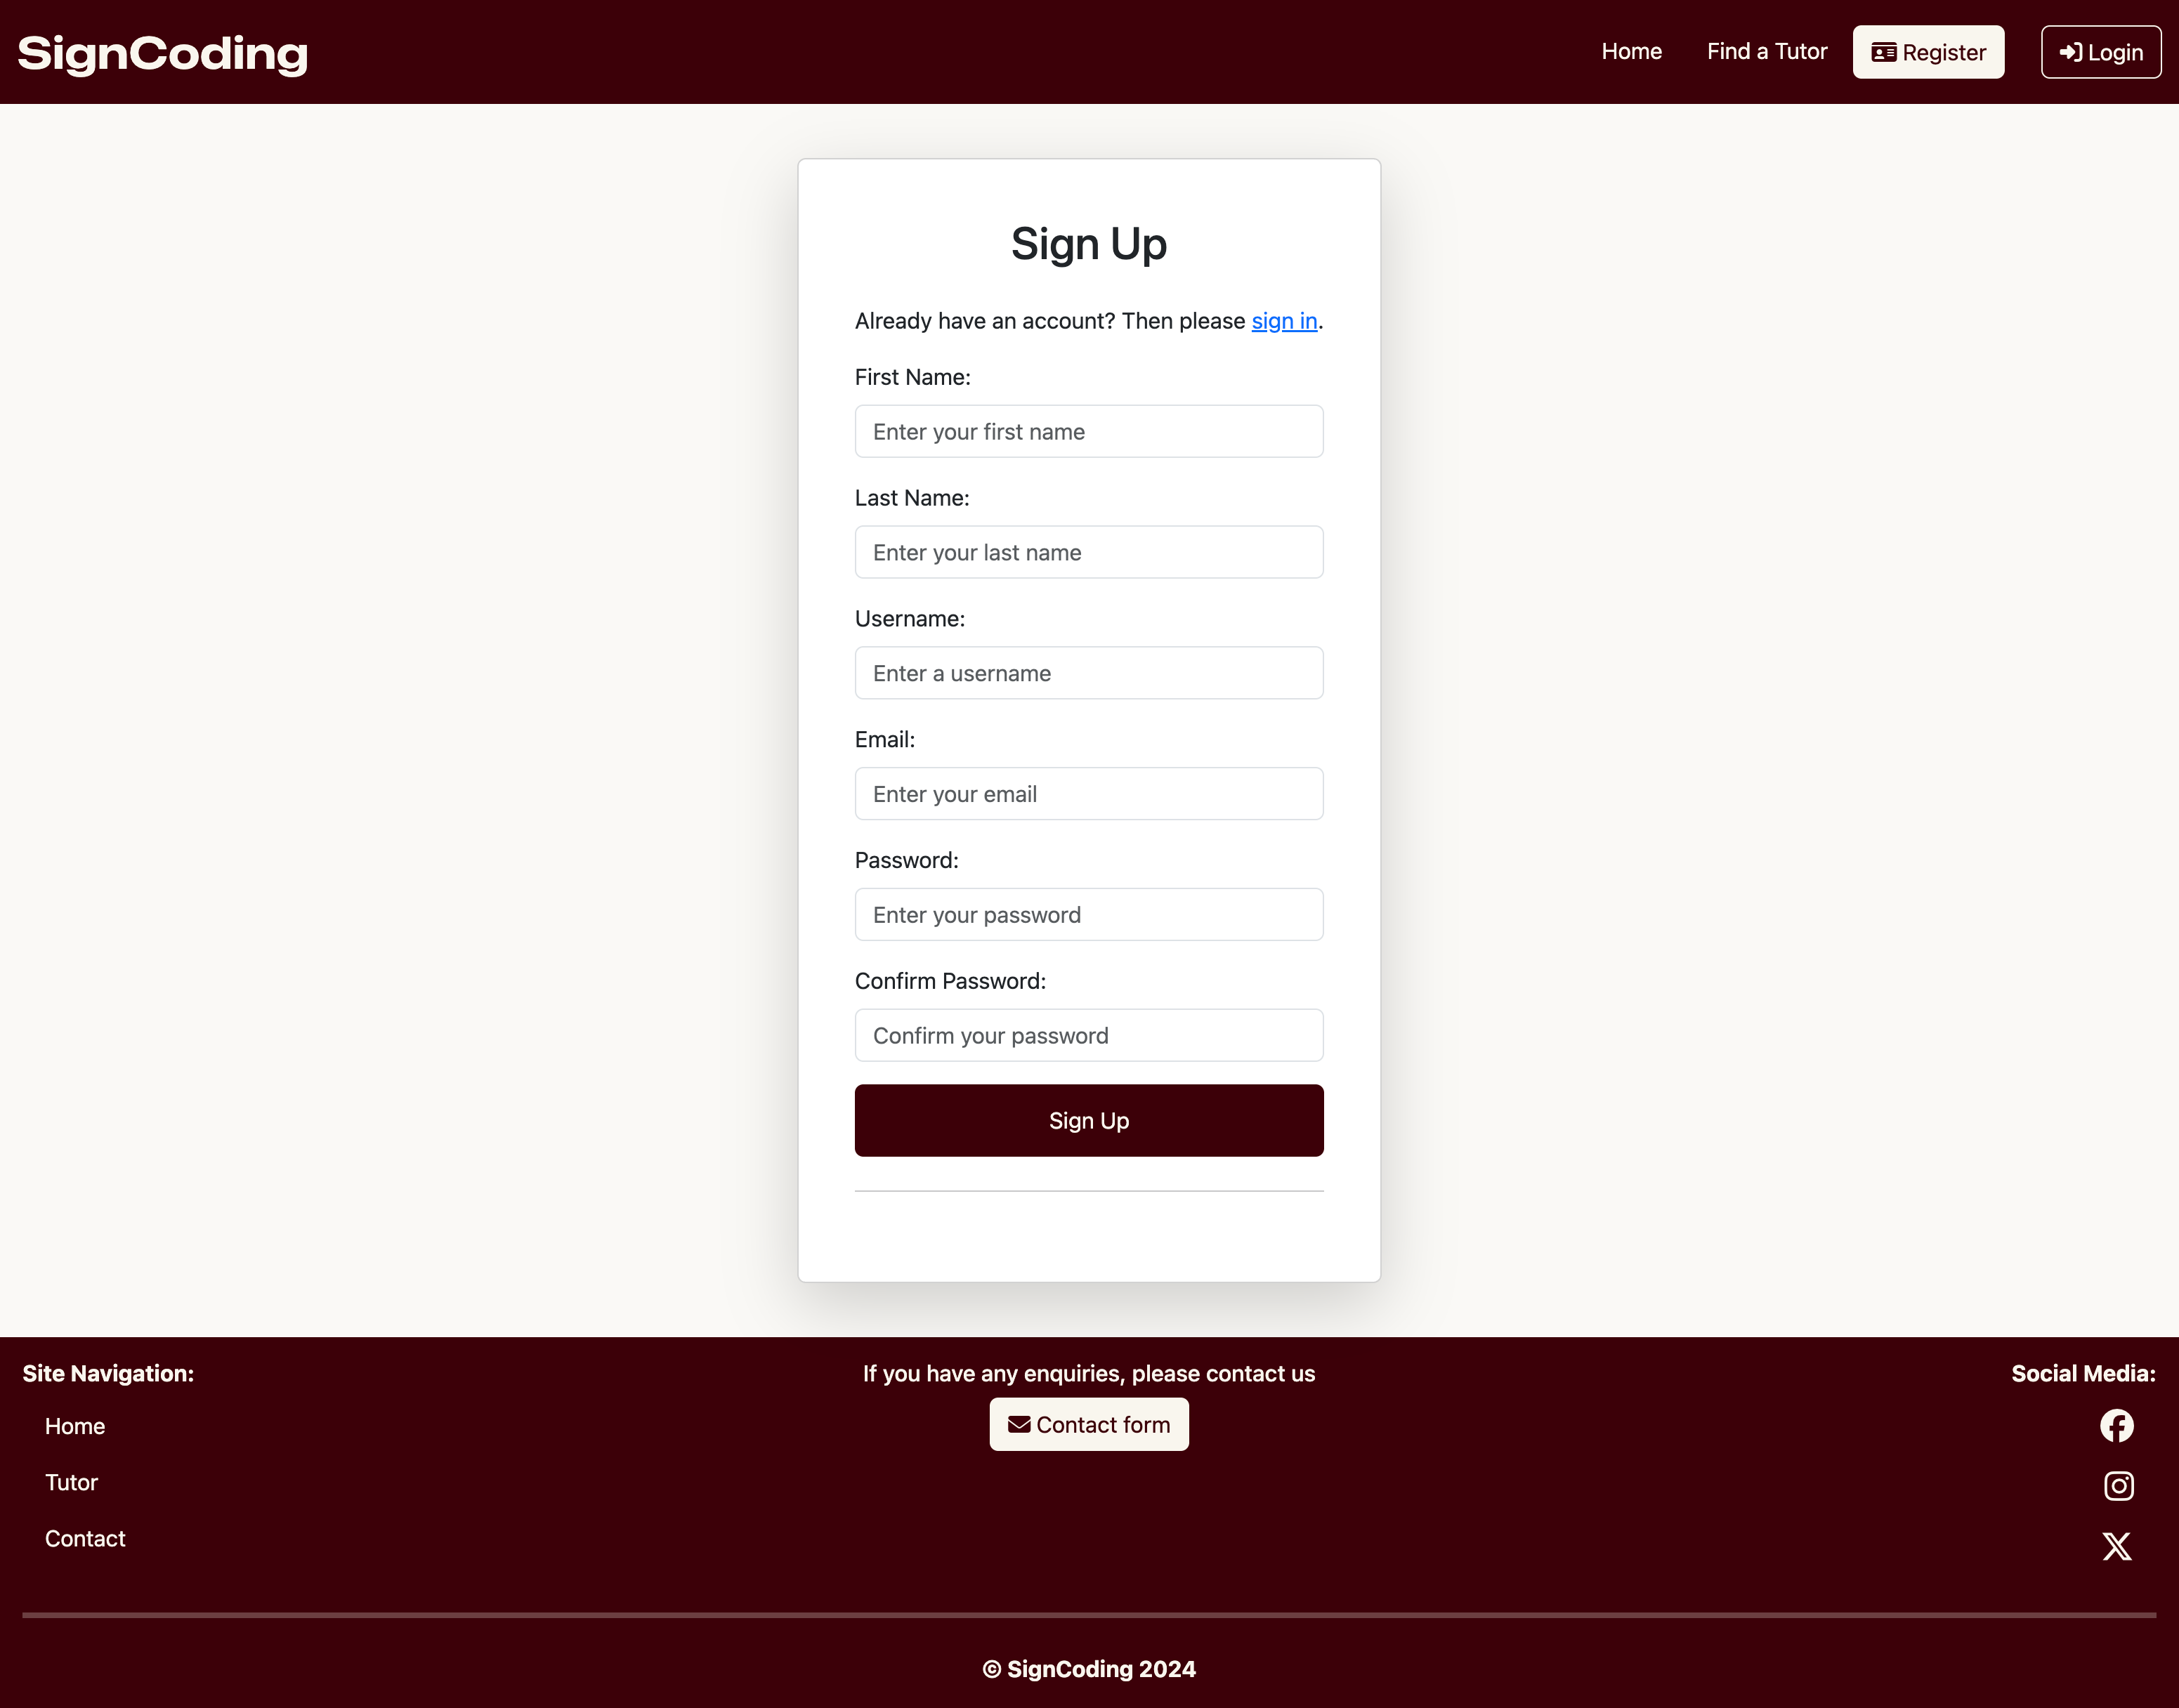 SignCoding
Home
Find a Tutor
Register
Login
Sign Up
Already have an account? Then please sign in.
First Name:
Enter your first name
Last Name:
Enter your last name
Username:
Enter a username
Email:
Enter your email
Password:
Enter your password
Confirm Password:
Confirm your password
Sign Up
Site Navigation:
Home
Tutor
Contact
If you have any enquiries, please contact us
Contact form
Social Media:
© SignCoding 2024